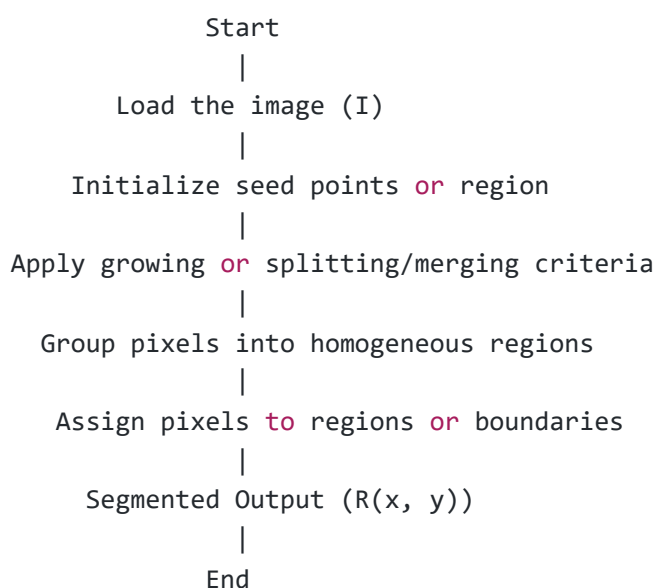 Start
|
Load the image (I)
|
Initialize seed points or region
|
Apply growing or splitting/merging criteria
|
Group pixels into homogeneous regions
|
Assign pixels to regions or boundaries
|
Segmented Output (R(x, y))
|
End